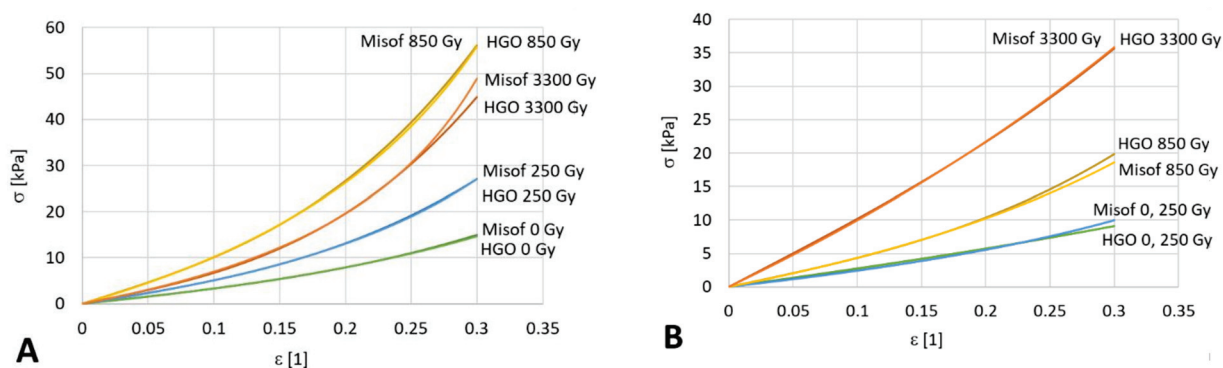 60
50
40
30
20
10
0
σ [kPa]
Misof 850 Gy
HGO 850 Gy
Misof 3300 Gy
HGO 3300 Gy
Misof 250 Gy
HGO 250 Gy
Misof 0 Gy
HGO 0 Gy
0 0.05 0.1 0.15 0.2 0.25 0.3 0.35
ε [1]
A
40
35
30
25
20
15
10
5
0
σ [kPa]
Misof 3300 Gy
HGO 3300 Gy
HGO 850 Gy
Misof 850 Gy
Misof 0, 250 Gy
HGO 0, 250 Gy
0 0.05 0.1 0.15 0.2 0.25 0.3 0.35
ε [1]
B